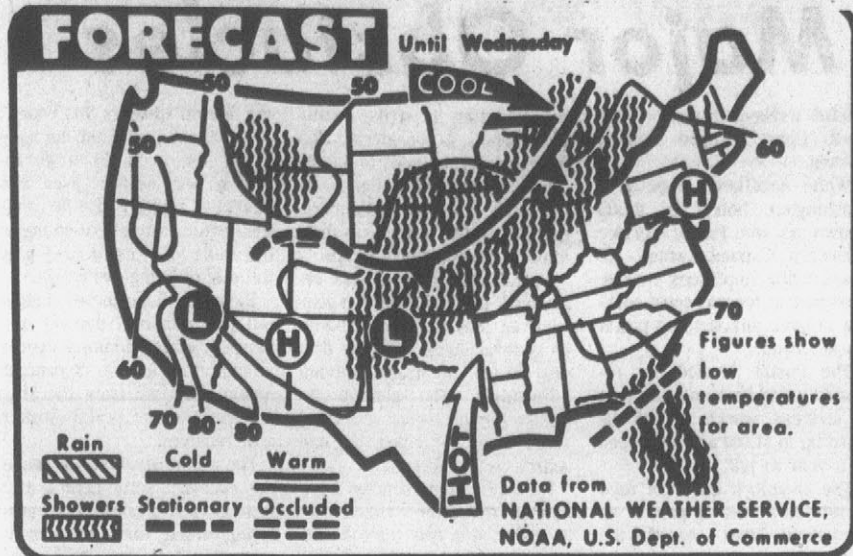 Major
FORECAST
Until Wednesday
50
50
50
COOL
60
H
L
H
L
60
70
80
80
70
Figures show
low
temperatures
for area.
HOT
Rain
Cold
Warm
Showers
Stationary
Occluded
Data from
NATIONAL WEATHER SERVICE,
NOAA, U.S. Dept. of Commerce